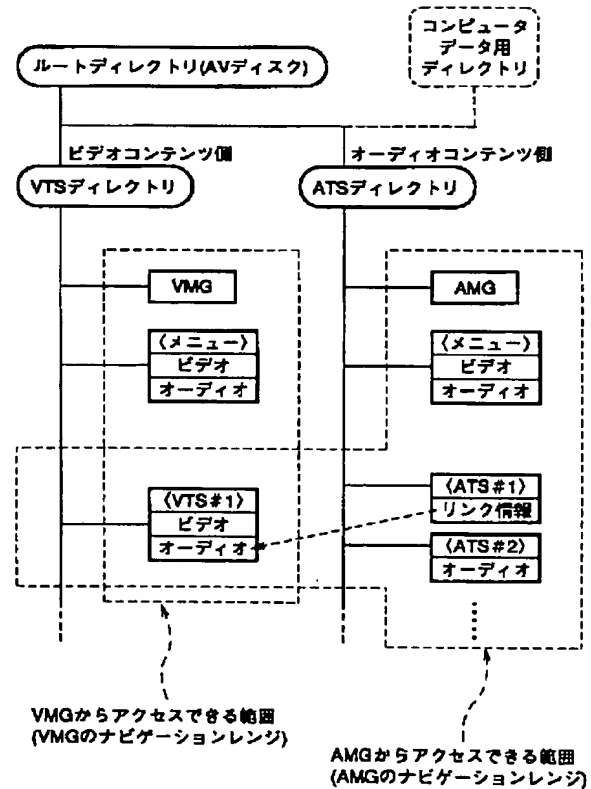 コンピュータ
データ用
ディレクトリ
ルートディレクトリ(AVディスク)
ビデオコンテンツ側
オーディオコンテンツ側
VTSディレクトリ
ATSディレクトリ
VMG
AMG
〈メニュー〉
ビデオ
オーディオ
〈メニュー〉
ビデオ
オーディオ
〈VTS#1〉
ビデオ
オーディオ
〈ATS#1〉
リンク情報
〈ATS#2〉
オーディオ
VMGからアクセスできる範囲
(VMGのナビゲーションレンジ)
AMGからアクセスできる範囲
(AMGのナビゲーションレンジ)